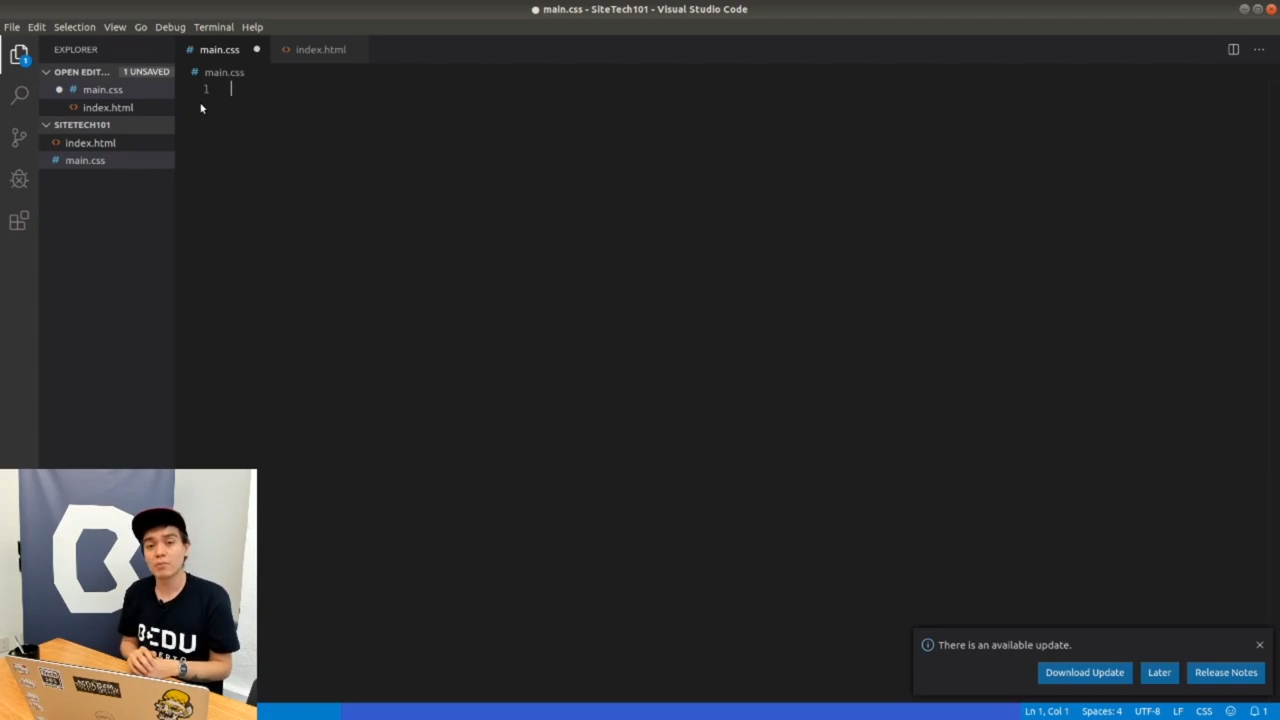 main.css - SiteTech101 - Visual Studio Code
File Edit Selection View Go Debug Terminal Help
EXPLORER
main.css
index.html
OPEN EDIT... 1 UNSAVED
main.css
1
main.css
index.html
SITETECH101
index.html
main.css
1
BEDU
There is an available update.
Download Update Later Release Notes
Ln 1, Col 1 Spaces: 4 UTF-8 LF CSS 1